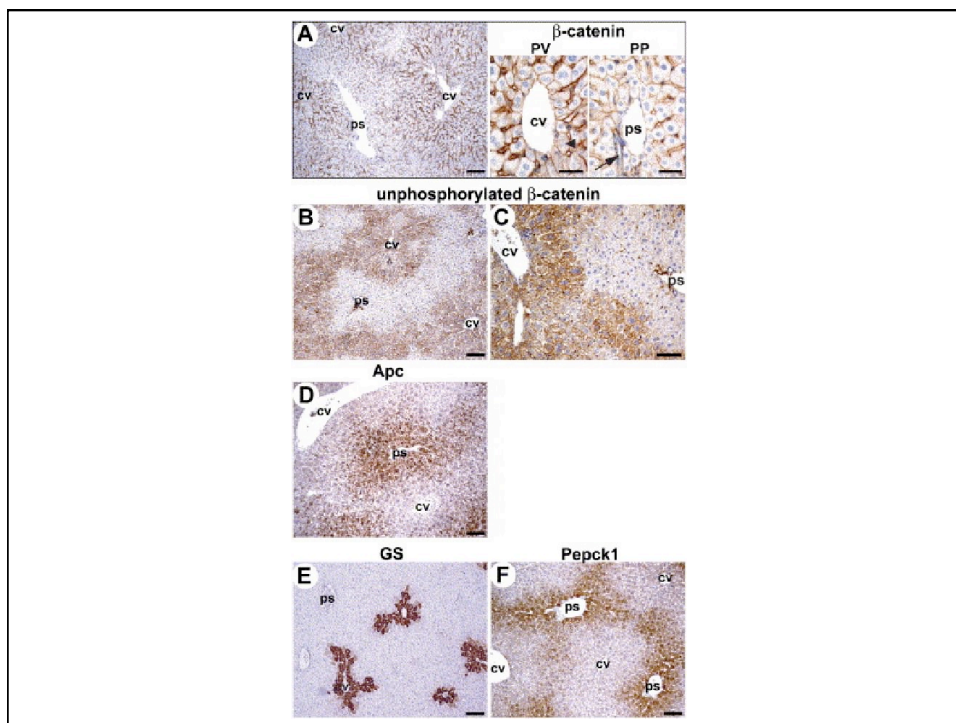 A
cv
cv
ps
cv
β-catenin
PV
PP
cv
ps
unphosphorylated β-catenin
B
cv
ps
cv
C
cv
ps
Apc
D
cv
ps
cv
GS
E
ps
Pepck1
F
cv
ps
cv
cv
ps